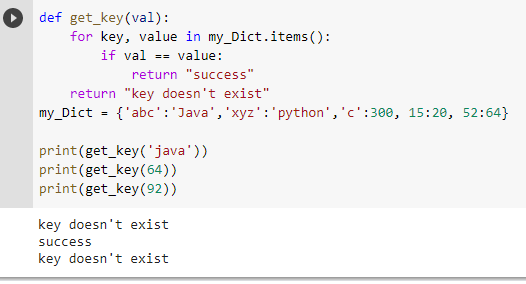 def get_key(val):
    for key, value in my_Dict.items():
        if val == value:
            return "success"
    return "key doesn't exist"
my_Dict = {'abc':'Java','xyz':'python','c':300, 15:20, 52:64}

print(get_key('java'))
print(get_key(64))
print(get_key(92))
key doesn't exist
success
key doesn't exist